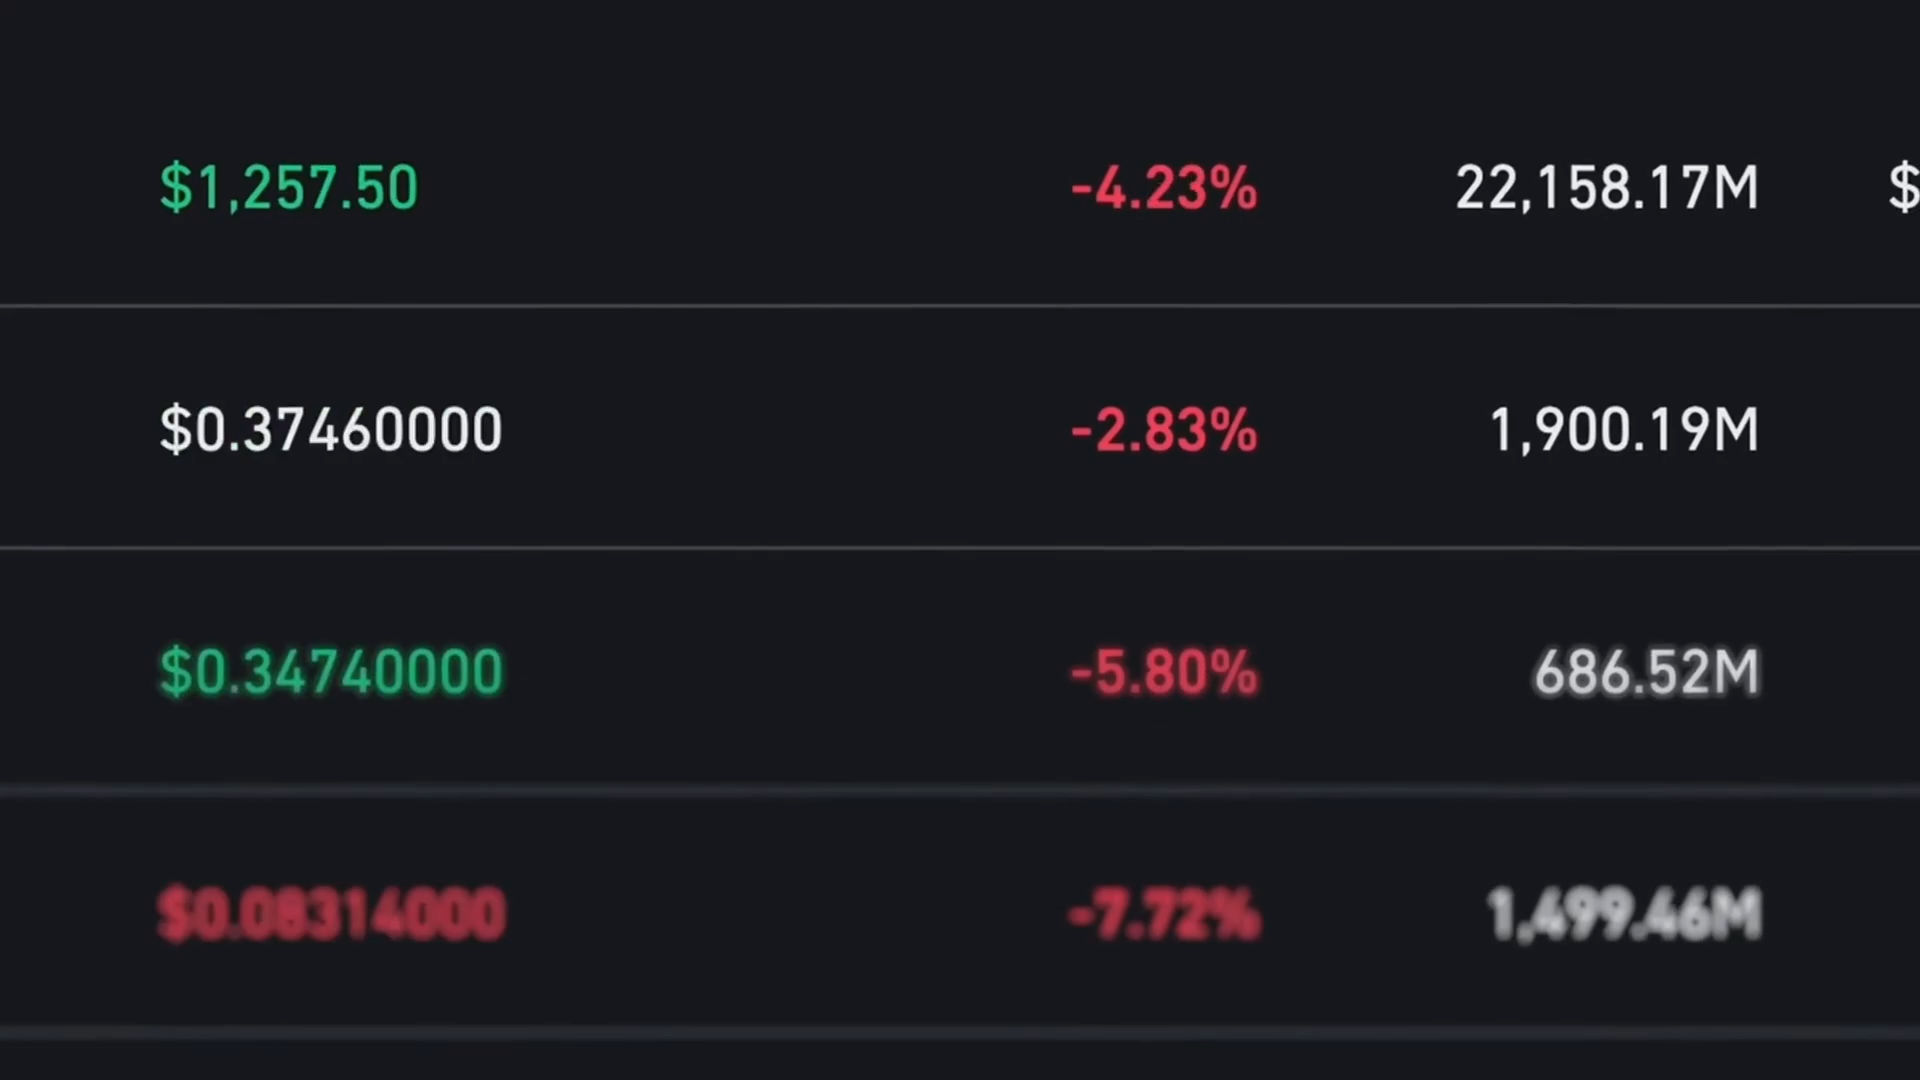 $1,257.50 -4.23% 22,158.17M $
$0.37460000 -2.83% 1,900.19M
$0.34740000 -5.80% 686.52M
$0.08314000 -7.72% 1,499.46M